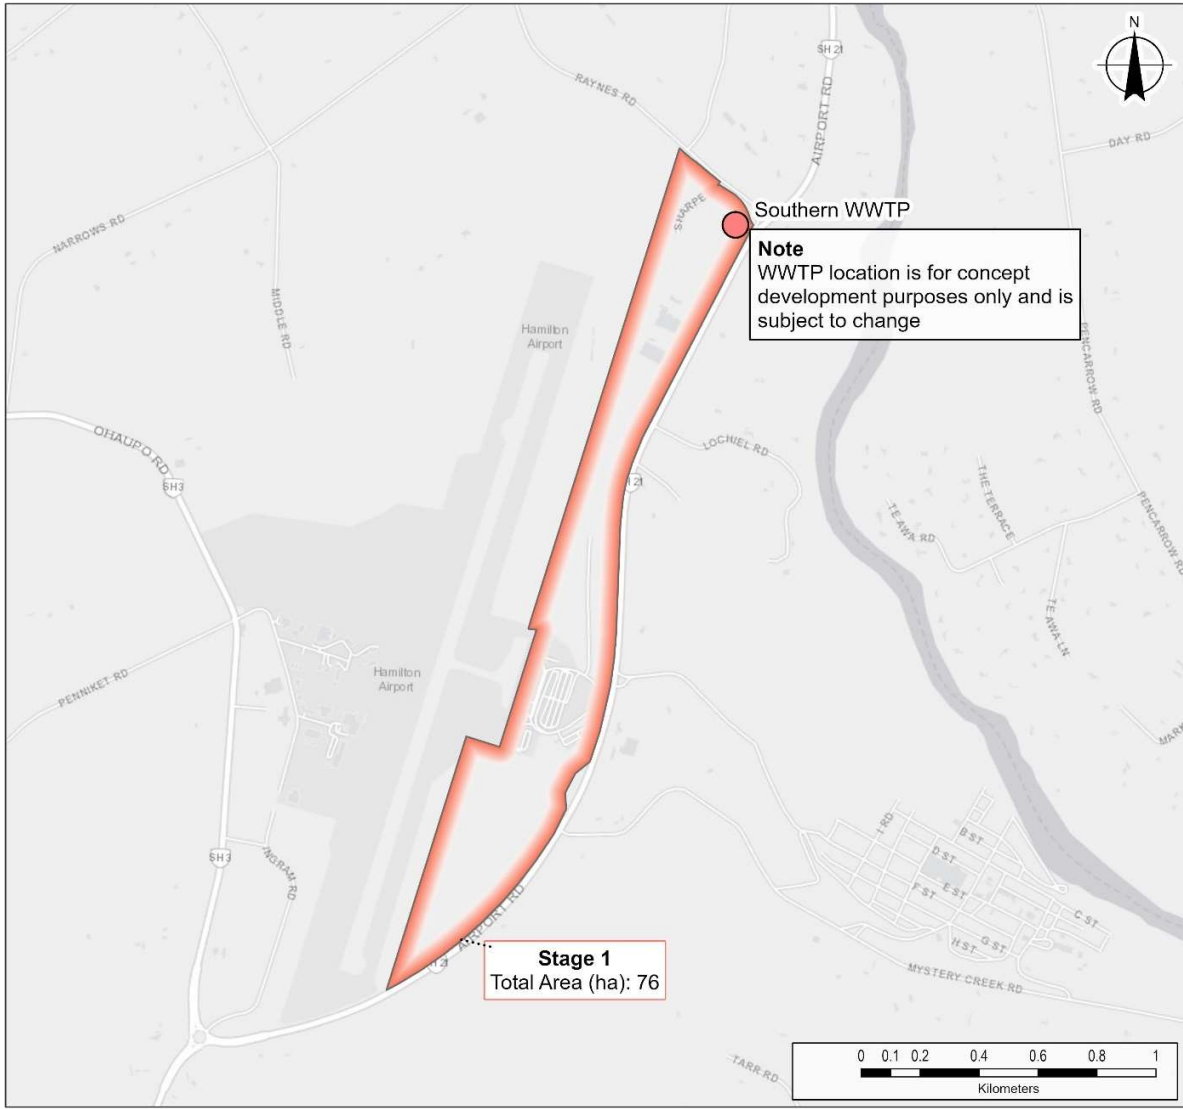 N
SH 21
RAYNES RD
AIRPORT RD
DAY RD
SHARPE
Southern WWTP
NARROWS RD
Note
WWTP location is for concept
development purposes only and is
subject to change
MIDDLE RD
Hamilton
Airport
PENCARROW RD
OHAUPO RD
LOCHIEL RD
SH3
21
THE TERRACE
TE AWA RD
PENCARROW RD
TE AWA LN
PENNIKET RD
Hamilton
Airport
MARK
I RD
B ST
D ST
SH3
INGRAM RD
F ST
E ST
C ST
AIRPORT RD
H ST
G ST
Stage 1
Total Area (ha): 76
21
MYSTERY CREEK RD
TARR RD
0 0.1 0.2 0.4 0.6 0.8 1
Kilometers